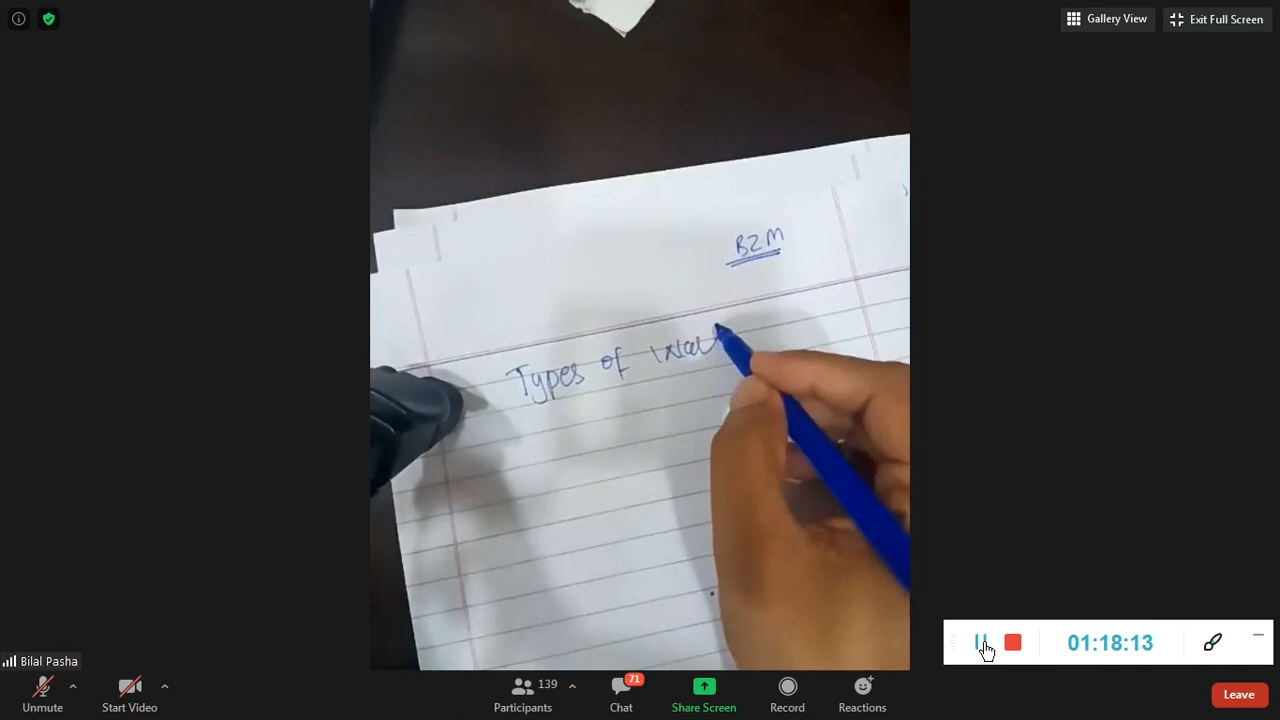 Gallery View
Exit Full Screen
BZM
Types of
01:18:13
Bilal Pasha
Unmute
Start Video
139
Participants
71
Chat
Share Screen
Record
Reactions
Leave